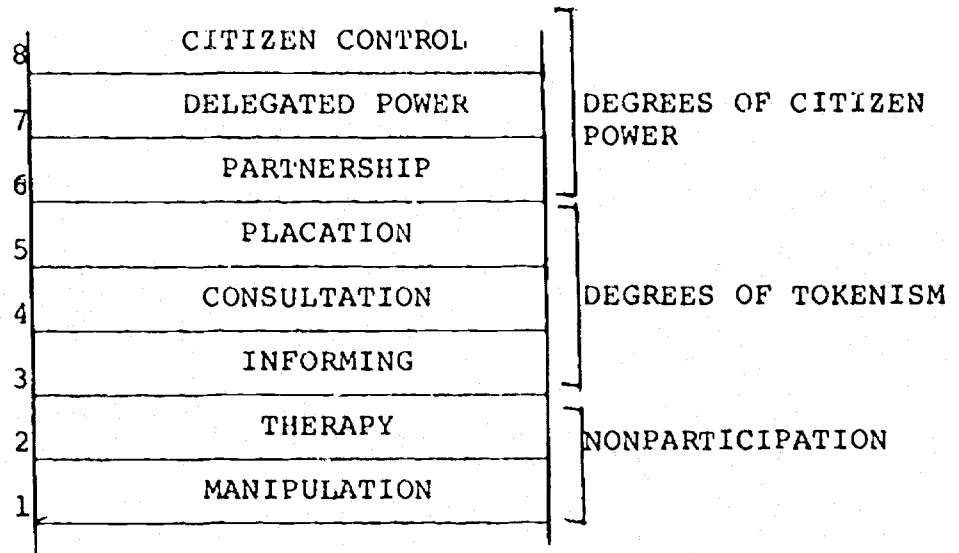 8 CITIZEN CONTROL
7 DELEGATED POWER
DEGREES OF CITIZEN
POWER
6 PARTNERSHIP
5 PLACATION
4 CONSULTATION
DEGREES OF TOKENISM
3 INFORMING
2 THERAPY
NONPARTICIPATION
1 MANIPULATION